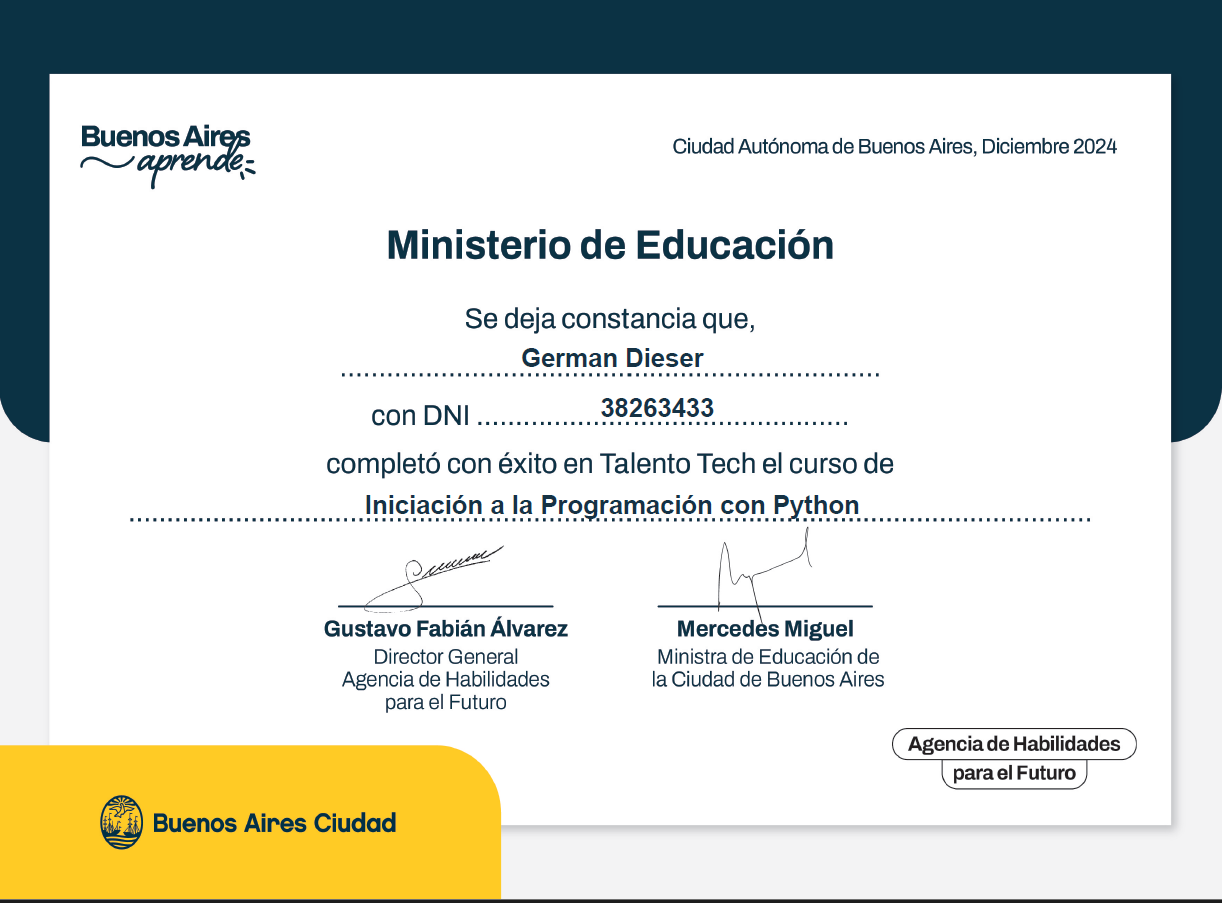 Buenos Aires
aprende
Ciudad Autónoma de Buenos Aires, Diciembre 2024
Ministerio de Educación
Se deja constancia que,
German Dieser
con DNI 38263433
completó con éxito en Talento Tech el curso de
Iniciación a la Programación con Python
Gustavo Fabián Álvarez
Director General
Agencia de Habilidades
para el Futuro
Mercedes Miguel
Ministra de Educación de
la Ciudad de Buenos Aires
Agencia de Habilidades
para el Futuro
Buenos Aires Ciudad